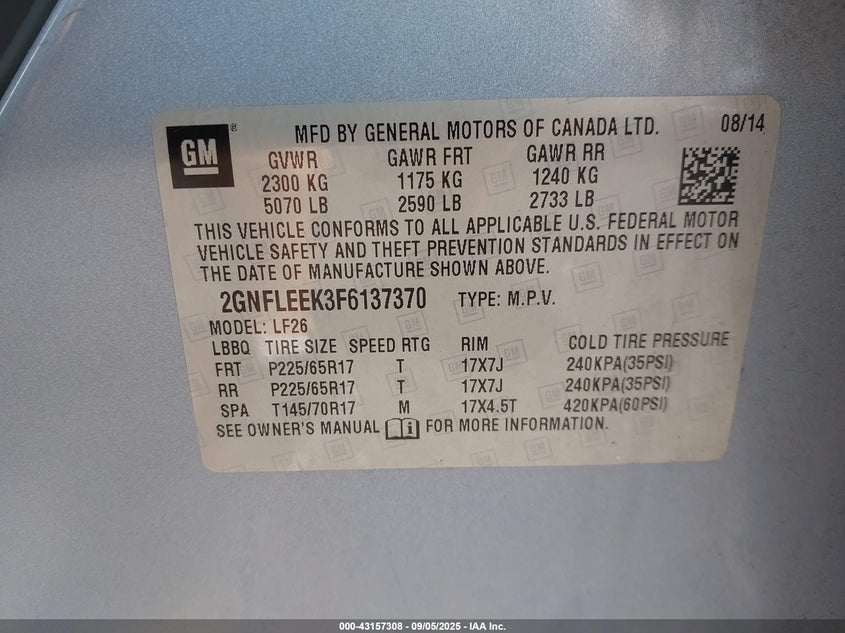 GM ® MFD BY GENERAL MOTORS OF CANADA LTD. 08/14
GVWR GAWR FRT GAWR RR
2300 KG 1175 KG 1240 KG
5070 LB 2590 LB 2733 LB
THIS VEHICLE CONFORMS TO ALL APPLICABLE U.S. FEDERAL MOTOR
VEHICLE SAFETY AND THEFT PREVENTION STANDARDS IN EFFECT ON
THE DATE OF MANUFACTURE SHOWN ABOVE.
2GNFLEEK3F6137370 TYPE: M.P.V.
MODEL: LF26
LBBQ TIRE SIZE SPEED RTG RIM COLD TIRE PRESSURE
FRT P225/65R17 T 17X7J 240KPA(35PSI)
RR P225/65R17 T 17X7J 240KPA(35PSI)
SPA T145/70R17 M 17X4.5T 420KPA(60PSI)
SEE OWNER'S MANUAL FOR MORE INFORMATION.
000-43157308 - 09/05/2025 - IAA Inc.